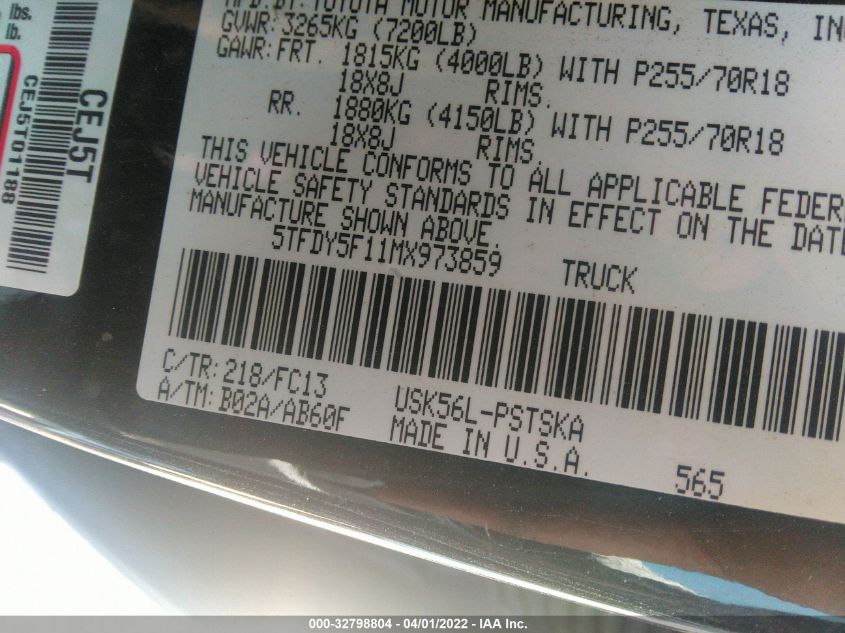 lbs.
lb.
CEJ5T
CEJ5T01188
MFD.BY: TOYOTA MOTOR MANUFACTURING, TEXAS, IN
GVWR: 3265KG (7200LB)
GAWR: FRT. 1815KG (4000LB) WITH P255/70R18
18X8J RIMS.
RR. 1880KG (4150LB) WITH P255/70R18
18X8J RIMS.
THIS VEHICLE CONFORMS TO ALL APPLICABLE FEDER
VEHICLE SAFETY STANDARDS IN EFFECT ON THE DATE
MANUFACTURE SHOWN ABOVE.
5TFDY5F11MX973859 TRUCK
C/TR: 218/FC13
A/TM: B02A/AB60F
USK56L-PSTSKA
MADE IN U.S.A.
565
000-32798804 - 04/01/2022 - IAA Inc.